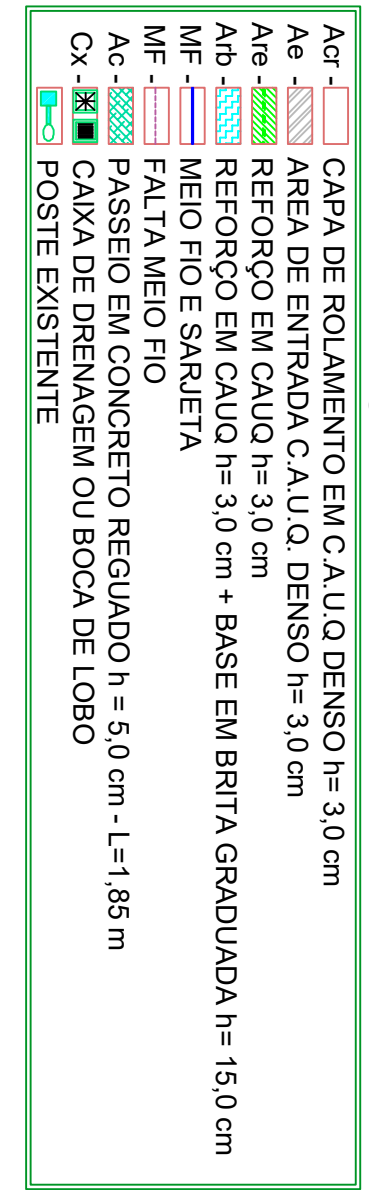 Acr - CAPA DE ROLAMENTO EM C.A.U.Q DENSO h= 3,0 cm
Ae - AREA DE ENTRADA C.A.U.Q. DENSO h= 3,0 cm
Are - REFORÇO EM CAUQ h= 3,0 cm
Arb - REFORÇO EM CAUQ h= 3,0 cm + BASE EM BRITA GRADUADA h= 15,0 cm
MF - MEIO FIO E SARJETA
MF - FALTA MEIO FIO
Ac - PASSEIO EM CONCRETO REGUADO h = 5,0 cm - L=1,85 m
Cx - CAIXA DE DRENAGEM OU BOCA DE LOBO
POSTE EXISTENTE